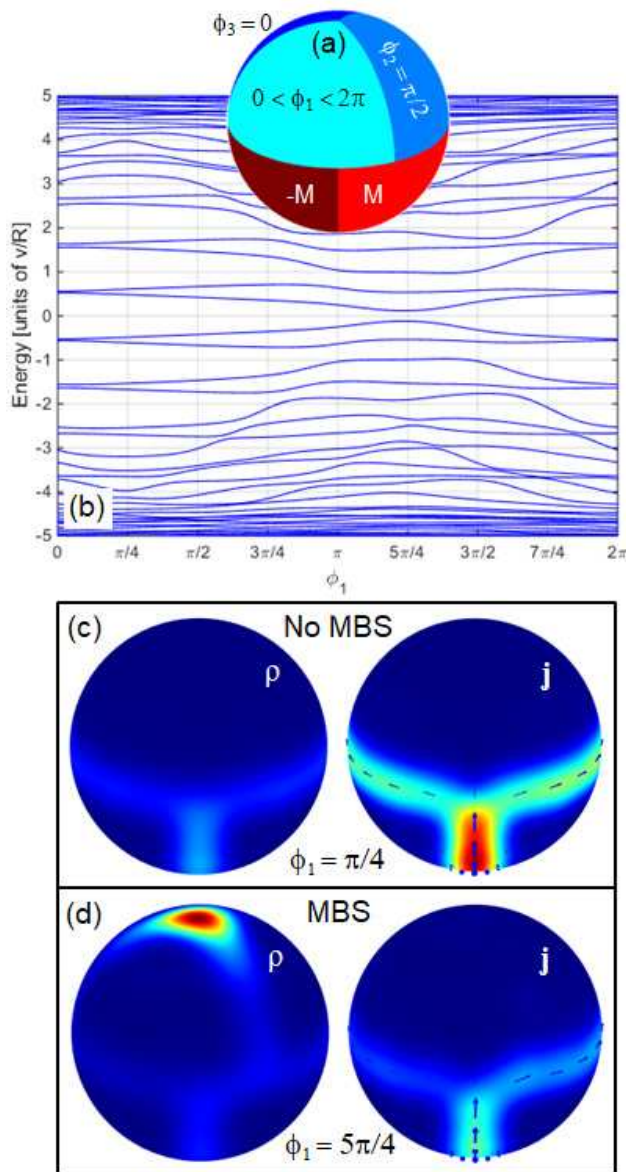 ϕ₃ = 0
(a)
ϕ₂ = π/2
0 < ϕ₁ < 2π
-M M
5
4
3
2
1
0
-1
-2
-3
-4
-5
Energy [units of v/R]
(b)
0 π/4 π/2 3π/4 π 5π/4 3π/2 7π/4 2π
ϕ₁
(c) No MBS
ρ j
ϕ₁ = π/4
(d) MBS
ρ j
ϕ₁ = 5π/4